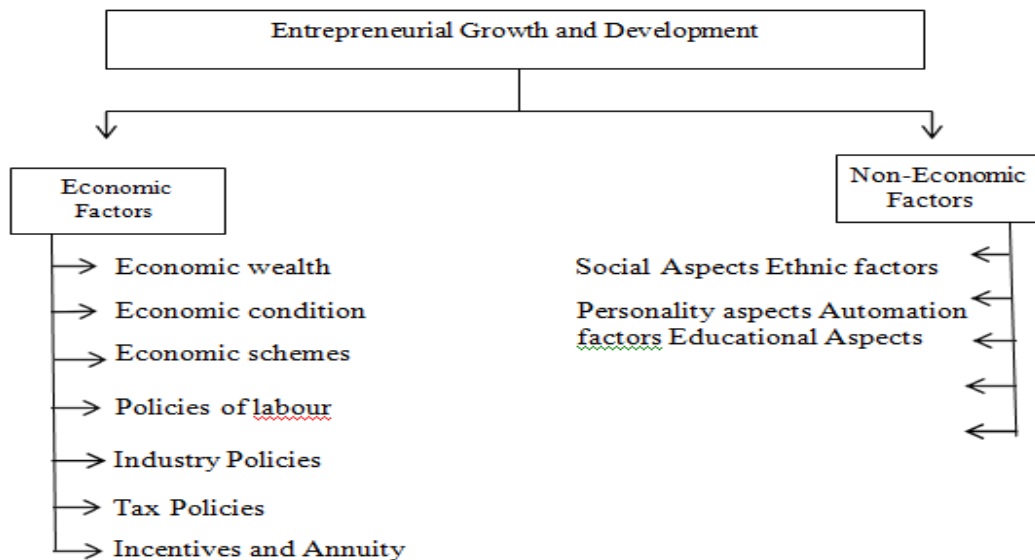 Entrepreneurial Growth and Development
Economic
Factors
Economic wealth
Economic condition
Economic schemes
Policies of labour
Industry Policies
Tax Policies
Incentives and Annuity
Non-Economic
Factors
Social Aspects Ethnic factors
Personality aspects Automation
factors Educational Aspects